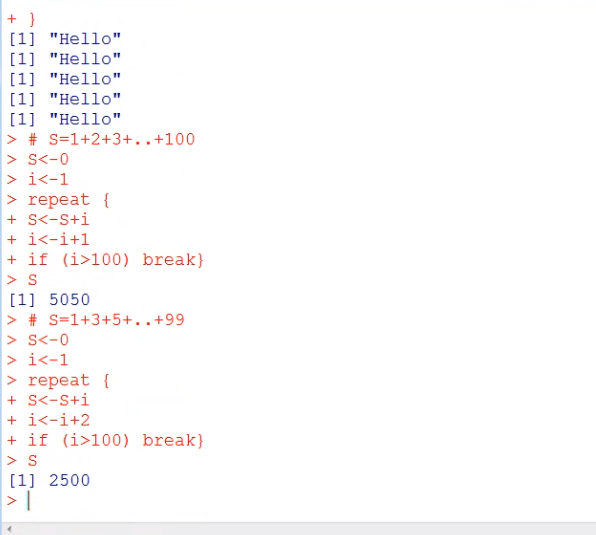 + }
[1] "Hello"
[1] "Hello"
[1] "Hello"
[1] "Hello"
[1] "Hello"
> # S=1+2+3+..+100
> S<-0
> i<-1
> repeat {
+ S<-S+i
+ i<-i+1
+ if (i>100) break}
> S
[1] 5050
> # S=1+3+5+..+99
> S<-0
> i<-1
> repeat {
+ S<-S+i
+ i<-i+2
+ if (i>100) break}
> S
[1] 2500
>